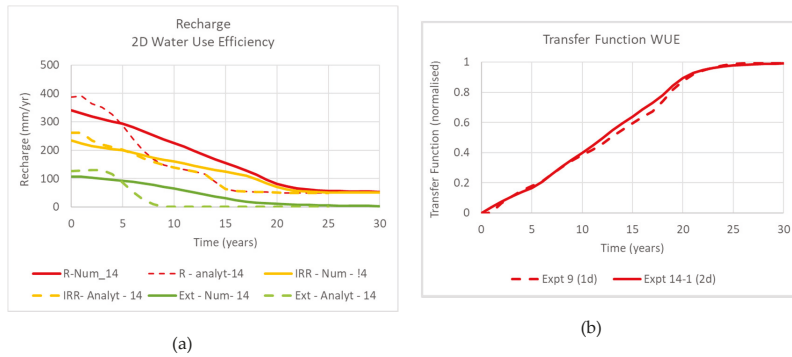 Recharge
2D Water Use Efficiency
500
400
300
200
100
0
Recharge (mm/yr)
0 5 10 15 20 25 30
Time (years)
R-Num_14 R - analyt-14 IRR - Num - !4
IRR- Analyt - 14 Ext - Num- 14 Ext - Analyt - 14
(a)
Transfer Function WUE
1
0.8
0.6
0.4
0.2
0
Transfer Function (normalised)
0 5 10 15 20 25 30
Time (years)
Expt 9 (1d) Expt 14-1 (2d)
(b)